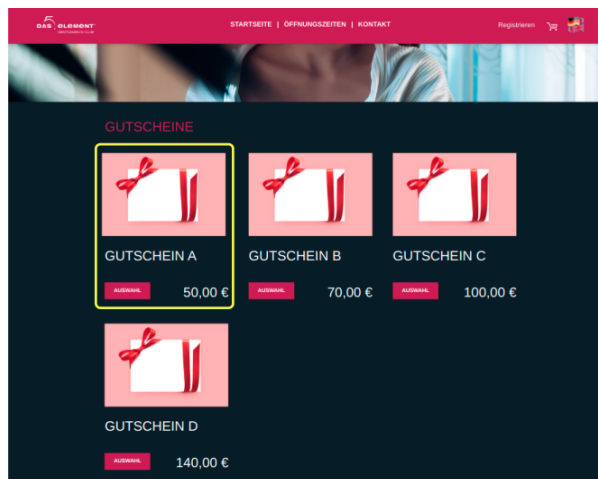 DAS ELEMENT
STARTSEITE | ÖFFNUNGSZEITEN | KONTAKT
Registrieren
GUTSCHEINE
GUTSCHEIN A
AUSWAHL
50,00 €
GUTSCHEIN B
AUSWAHL
70,00 €
GUTSCHEIN C
AUSWAHL
100,00 €
GUTSCHEIN D
AUSWAHL
140,00 €